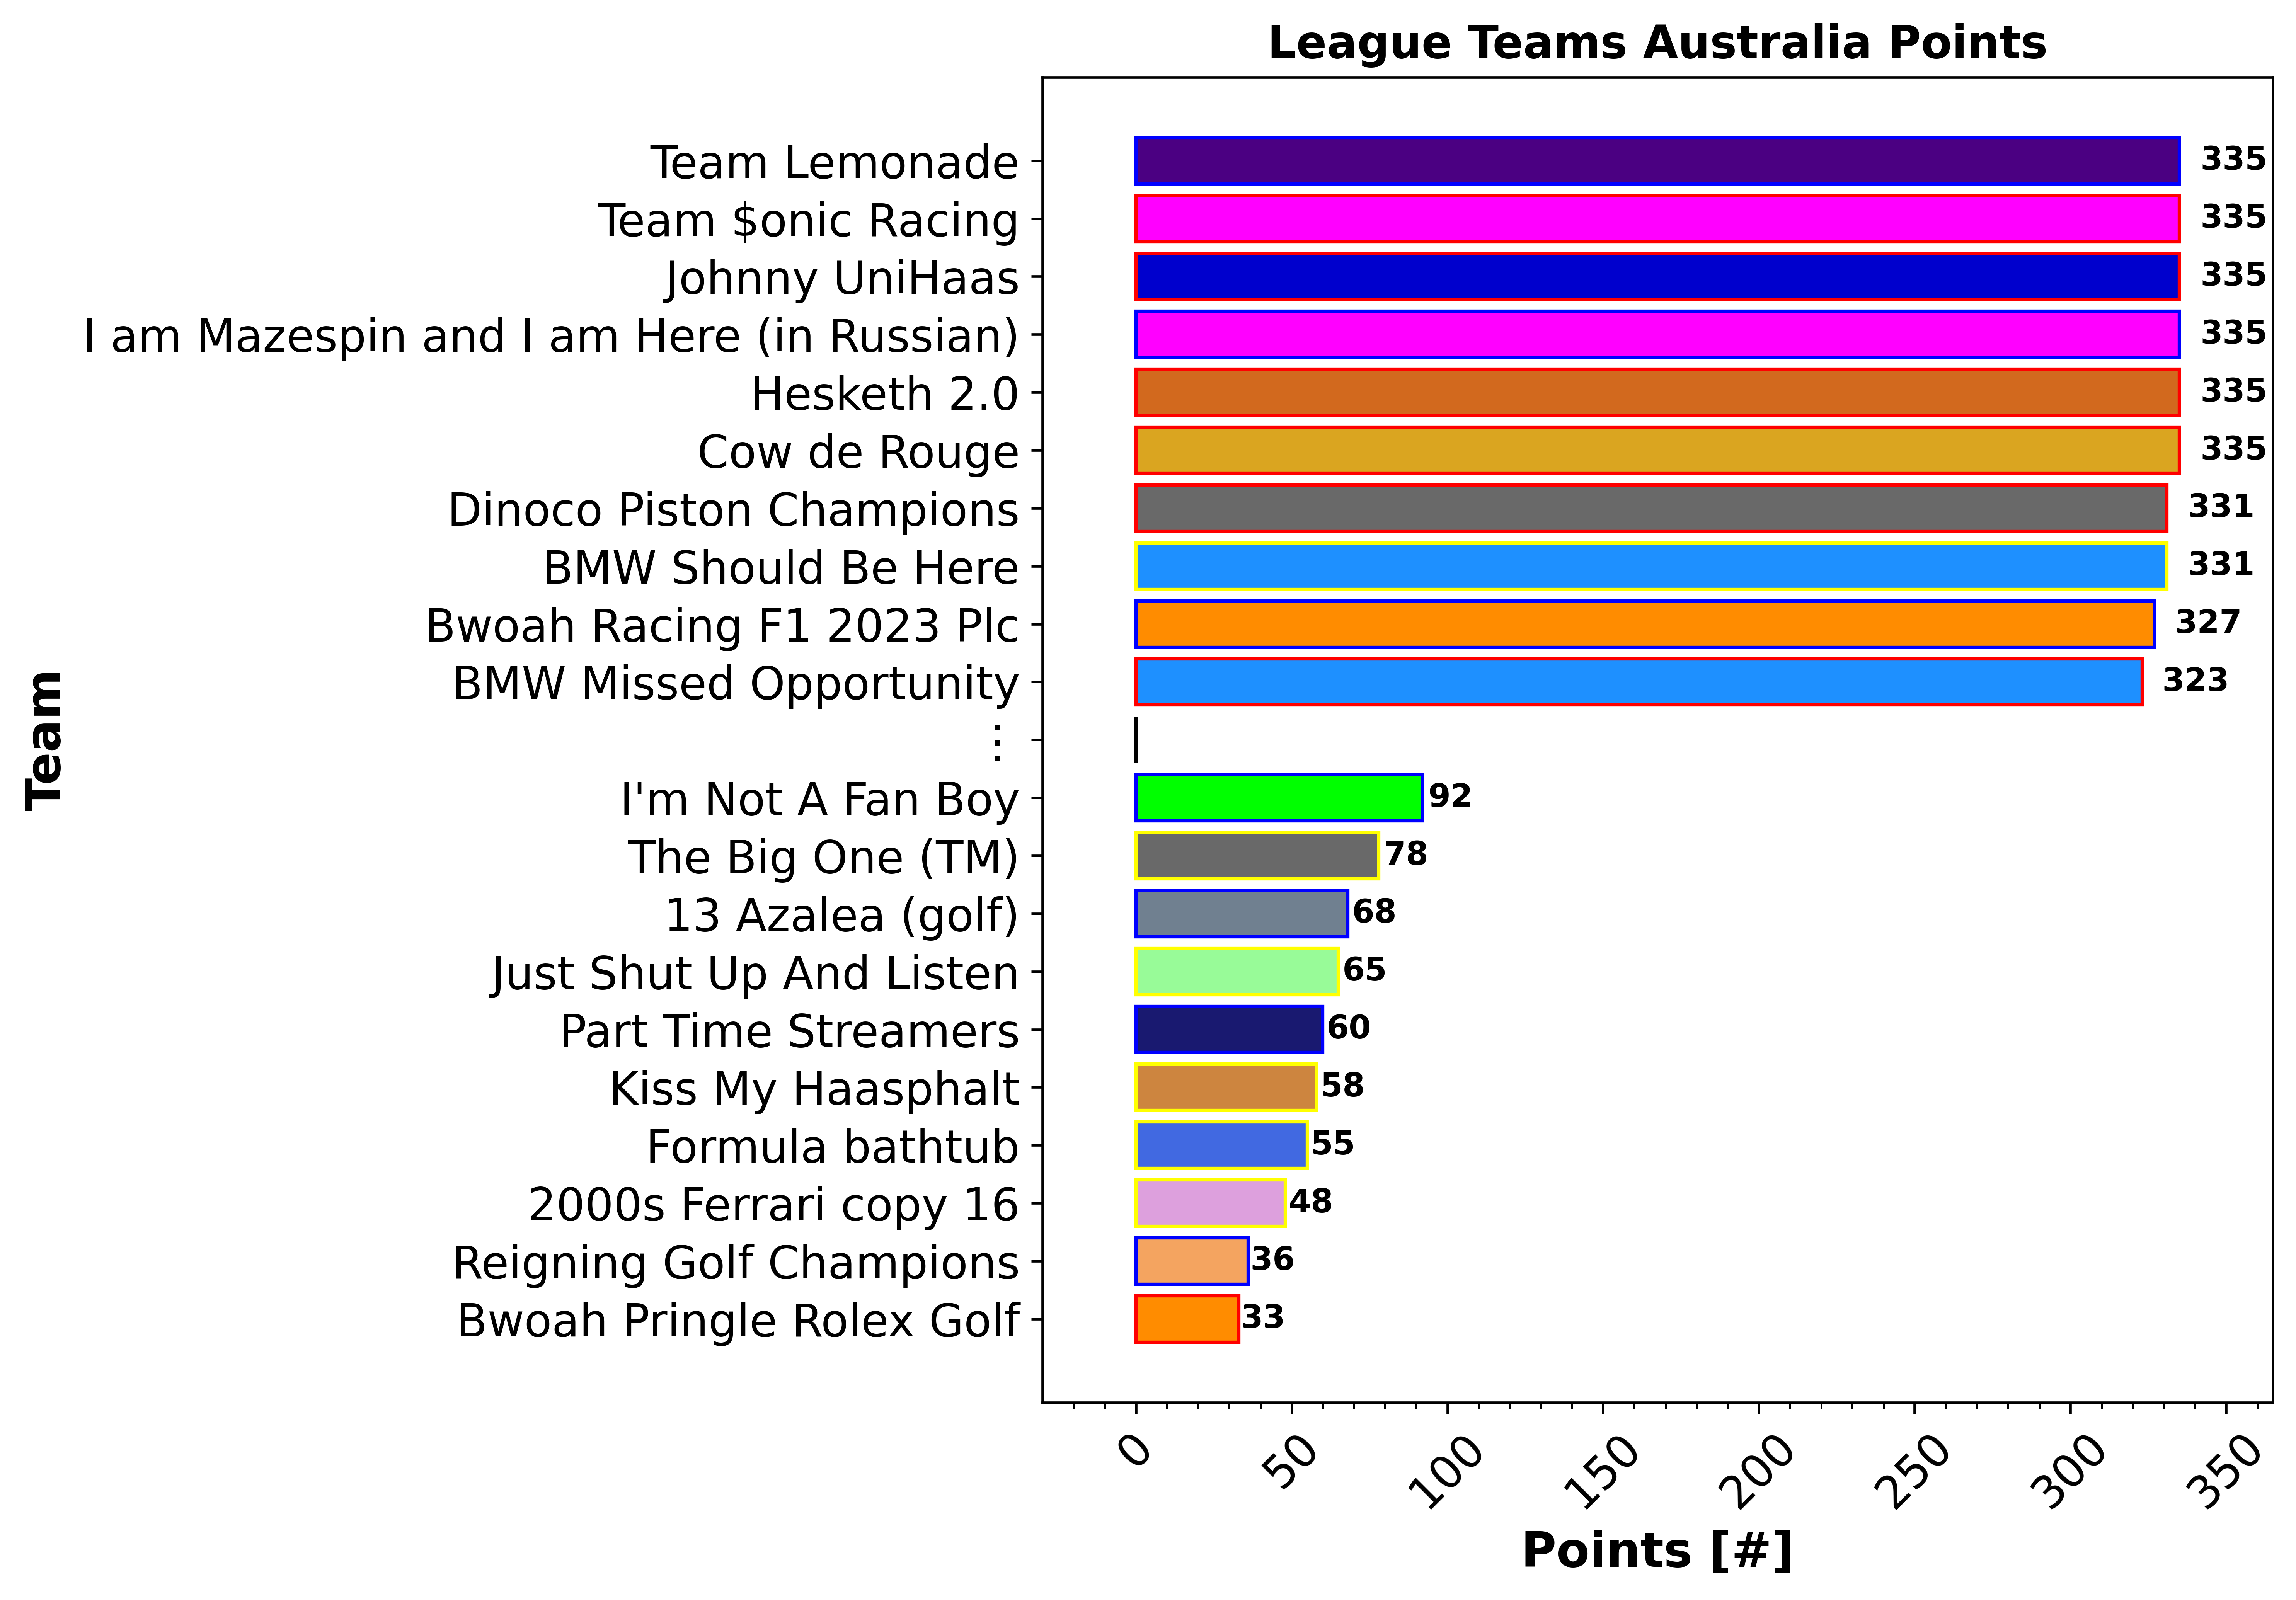 League Teams Australia Points
Team Lemonade 335
Team $onic Racing 335
Johnny UniHaas 335
I am Mazespin and I am Here (in Russian) 335
Hesketh 2.0 335
Cow de Rouge 335
Dinoco Piston Champions 331
BMW Should Be Here 331
Bwoah Racing F1 2023 Plc 327
BMW Missed Opportunity 323
⋮
I'm Not A Fan Boy 92
The Big One (TM) 78
13 Azalea (golf) 68
Just Shut Up And Listen 65
Part Time Streamers 60
Kiss My Haasphalt 58
Formula bathtub 55
2000s Ferrari copy 16 48
Reigning Golf Champions 36
Bwoah Pringle Rolex Golf 33
Team
0 50 100 150 200 250 300 350
Points [#]